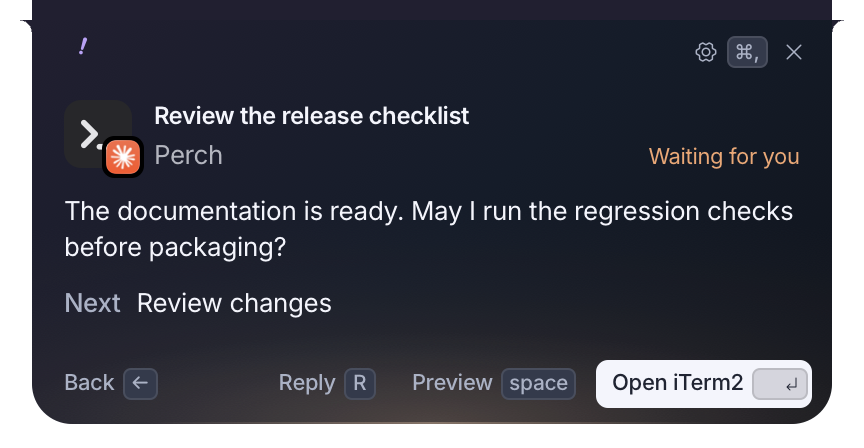 !
⌘,
Review the release checklist
Perch
Waiting for you
The documentation is ready. May I run the regression checks
before packaging?
Next Review changes
Back ← Reply R Preview space Open iTerm2 ↵